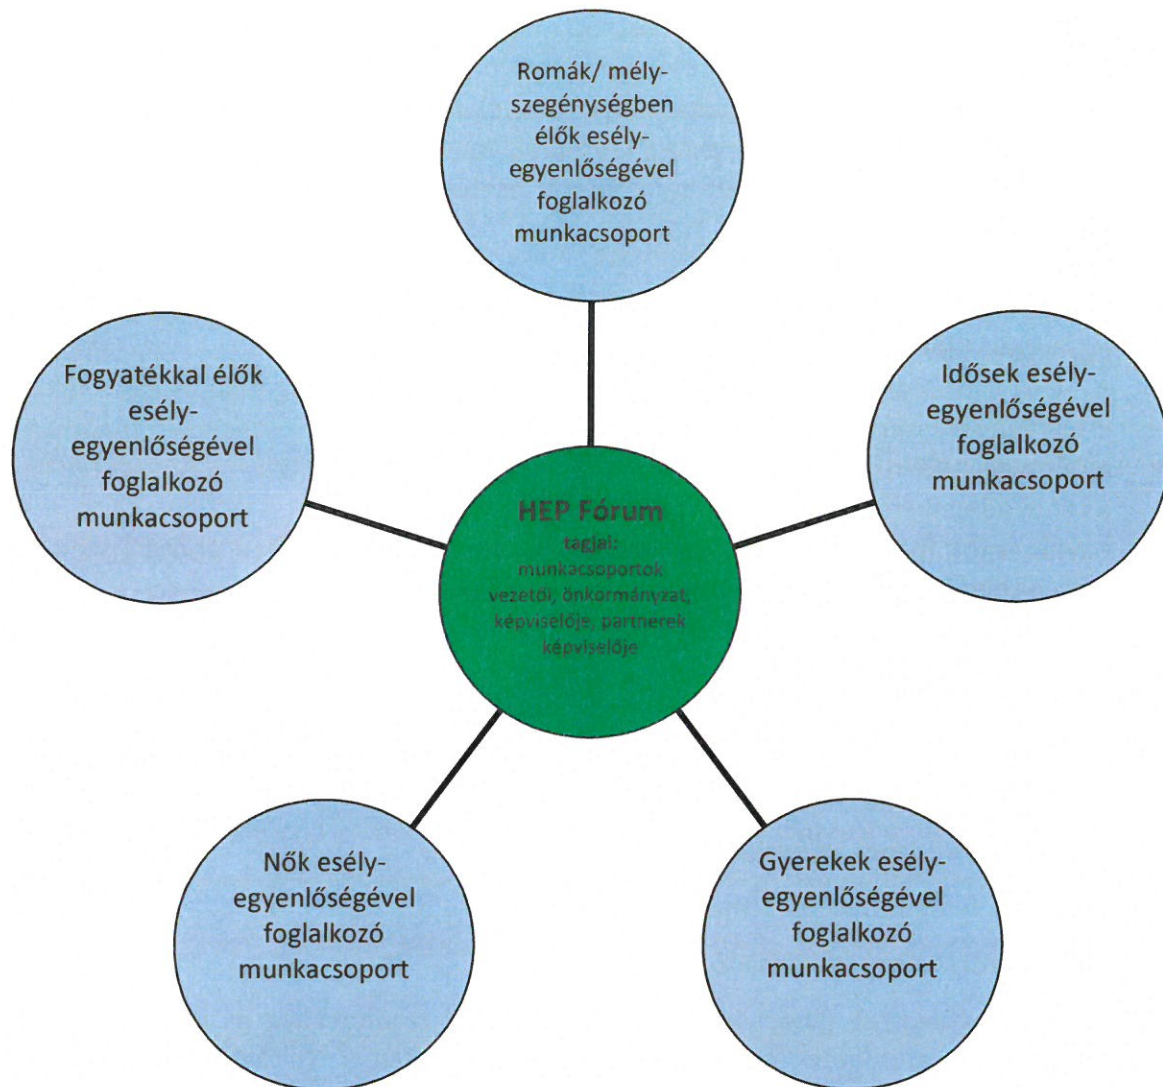 Romák/ mély-
szegénységben
élők esély-
egyenlőségével
foglalkozó
munkacsoport
Fogyatékkal élők
esély-
egyenlőségével
foglalkozó
munkacsoport
Idősek esély-
egyenlőségével
foglalkozó
munkacsoport
HEP Fórum
tagjai:
munkacsoportok
vezetői, önkormányzat,
képviselője, partnerek
képviselője
Nők esély-
egyenlőségével
foglalkozó
munkacsoport
Gyerekek esély-
egyenlőségével
foglalkozó
munkacsoport